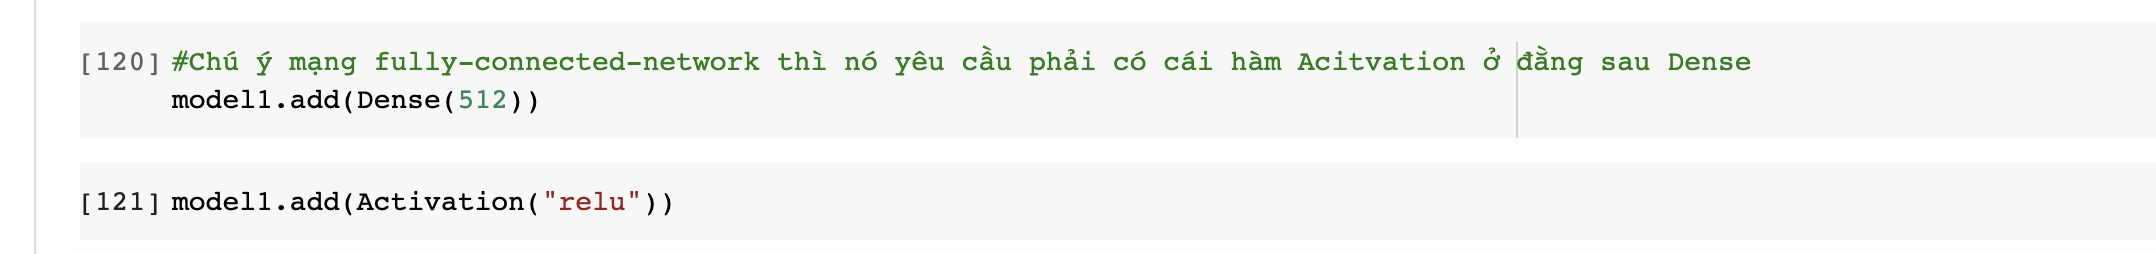 [120] #Chú ý mạng fully-connected-network thì nó yêu cầu phải có cái hàm Acitvation ở đằng sau Dense
model1.add(Dense(512))
[121] model1.add(Activation("relu"))